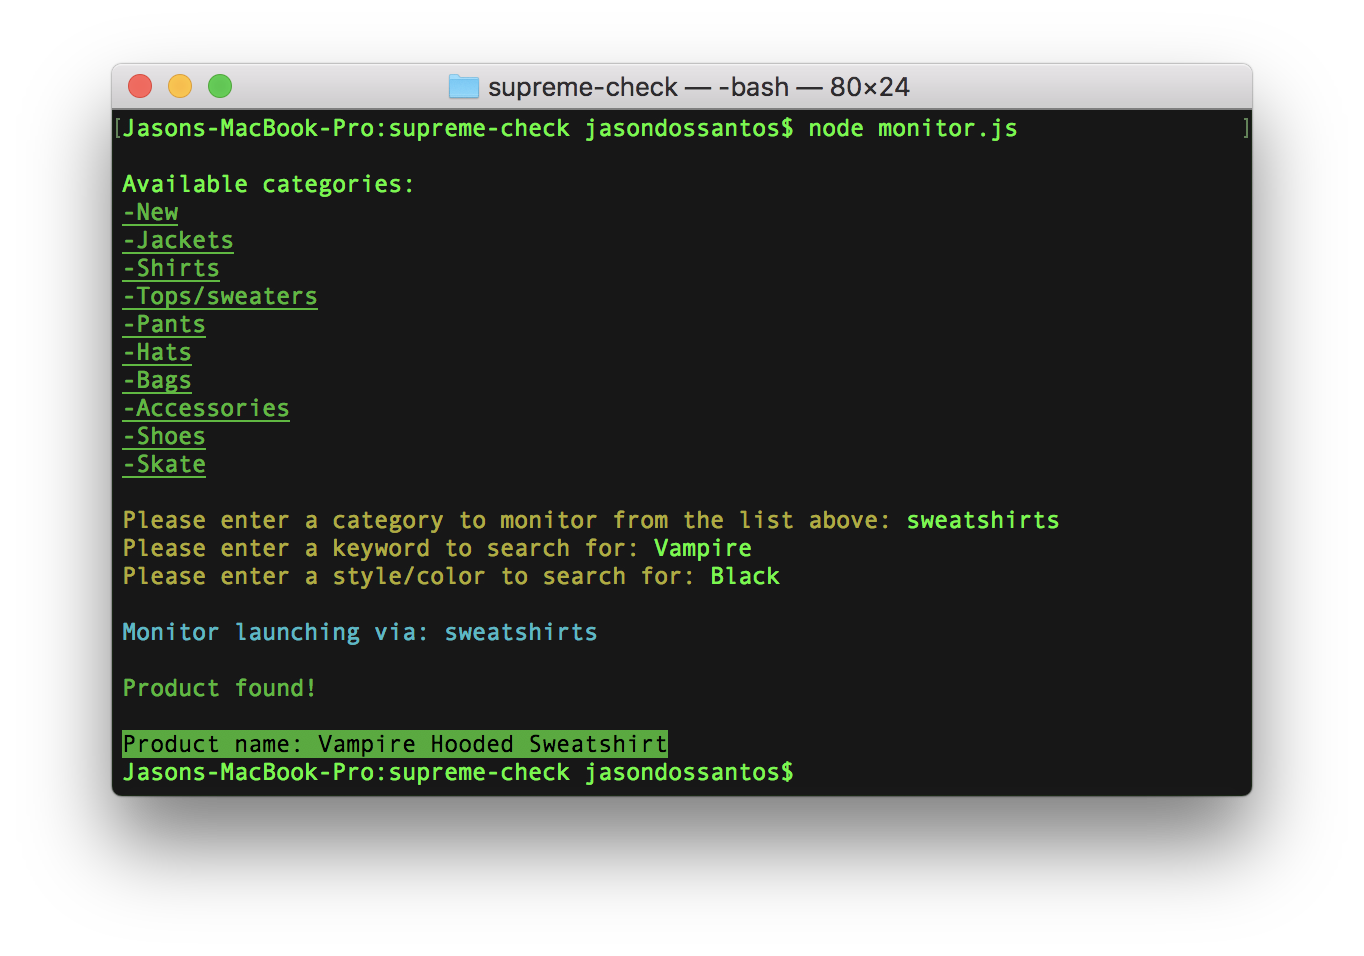 supreme-check — -bash — 80×24
[Jasons-MacBook-Pro:supreme-check jasondossantos$ node monitor.js ]
Available categories:
-New
-Jackets
-Shirts
-Tops/sweaters
-Pants
-Hats
-Bags
-Accessories
-Shoes
-Skate
Please enter a category to monitor from the list above: sweatshirts
Please enter a keyword to search for: Vampire
Please enter a style/color to search for: Black
Monitor launching via: sweatshirts
Product found!
Product name: Vampire Hooded Sweatshirt
Jasons-MacBook-Pro:supreme-check jasondossantos$